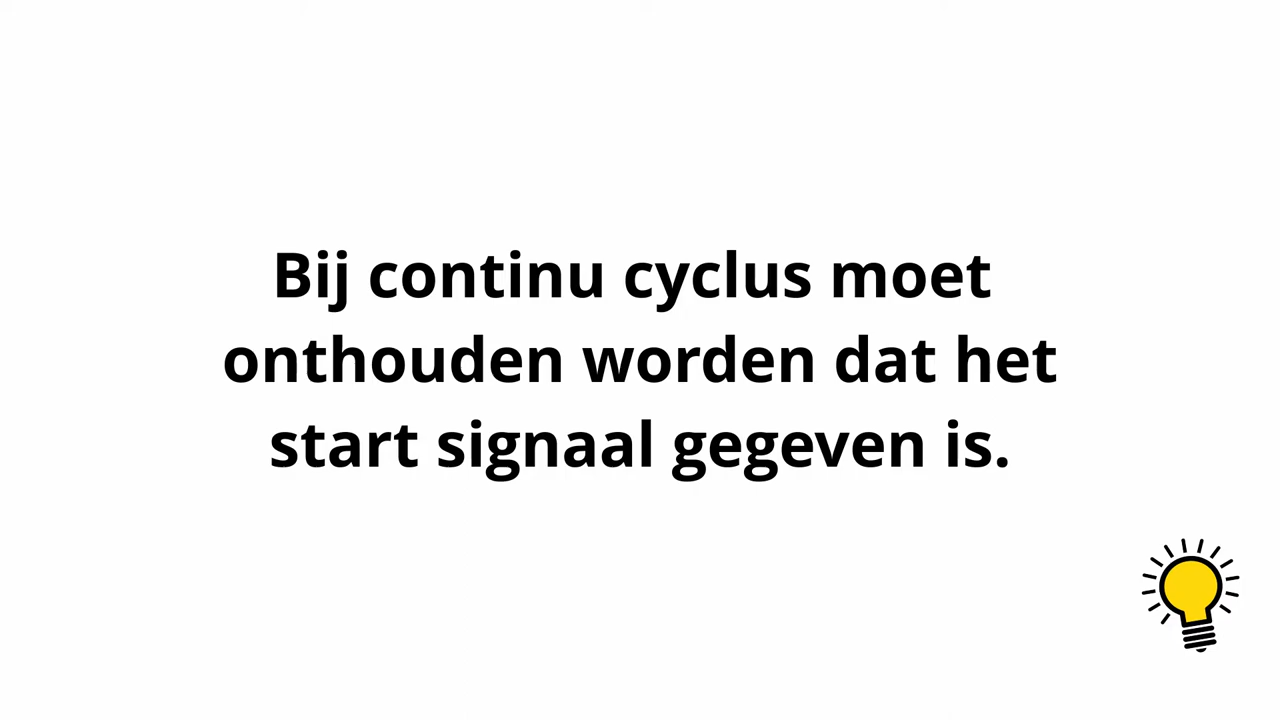 Bij continu cyclus moet
onthouden worden dat het
start signaal gegeven is.